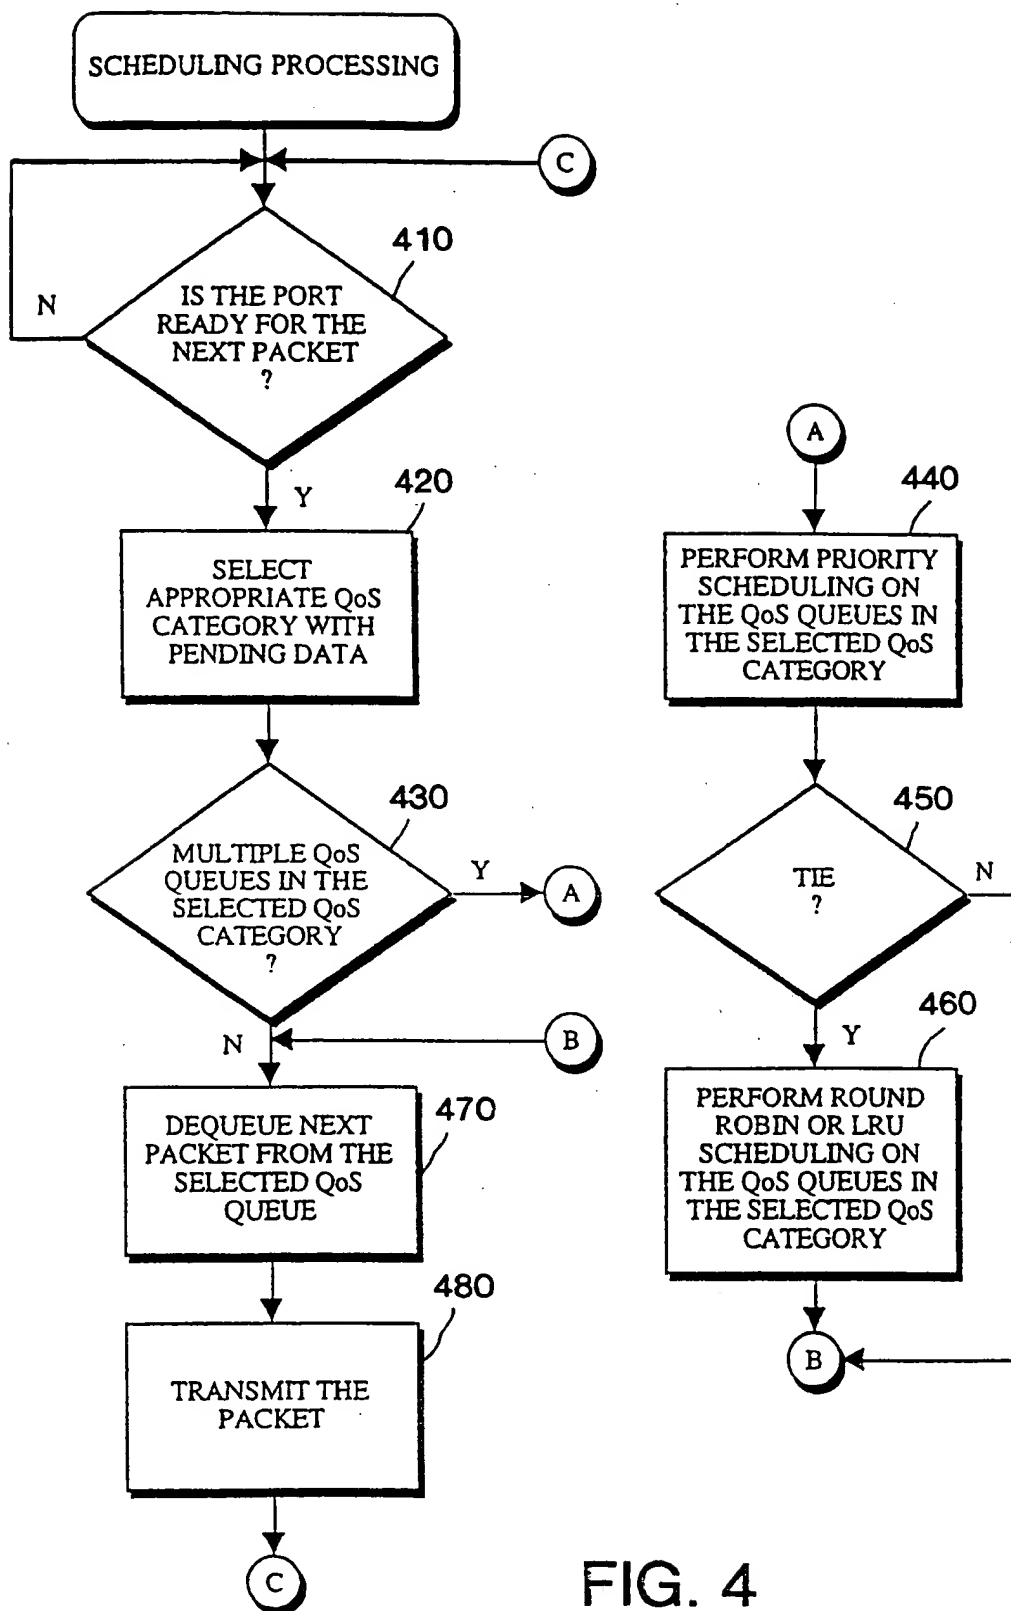 SCHEDULING PROCESSING
C
410
IS THE PORT
READY FOR THE
NEXT PACKET
?
N
Y
420
SELECT
APPROPRIATE QoS
CATEGORY WITH
PENDING DATA
430
MULTIPLE QoS
QUEUES IN THE
SELECTED QoS
CATEGORY
?
Y
A
N
B
470
DEQUEUE NEXT
PACKET FROM THE
SELECTED QoS
QUEUE
480
TRANSMIT THE
PACKET
C
A
440
PERFORM PRIORITY
SCHEDULING ON
THE QoS QUEUES IN
THE SELECTED QoS
CATEGORY
450
TIE
?
N
Y
460
PERFORM ROUND
ROBIN OR LRU
SCHEDULING ON
THE QoS QUEUES IN
THE SELECTED QoS
CATEGORY
B
FIG. 4